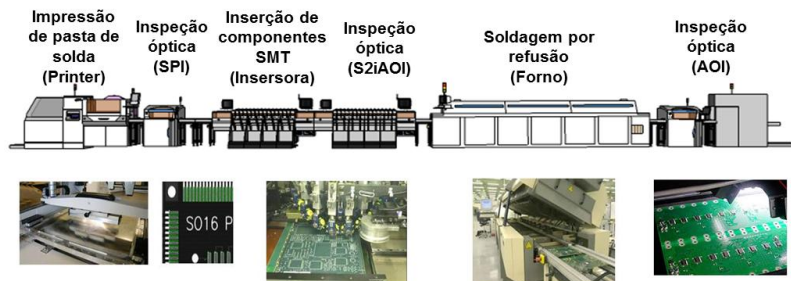 Impressão
de pasta de
solda
(Printer)
Inspeção
óptica
(SPI)
Inserção de
componentes
SMT
(Insersora)
Inspeção
óptica
(S2iAOI)
Soldagem por
refusão
(Forno)
Inspeção
óptica
(AOI)
SO16 P